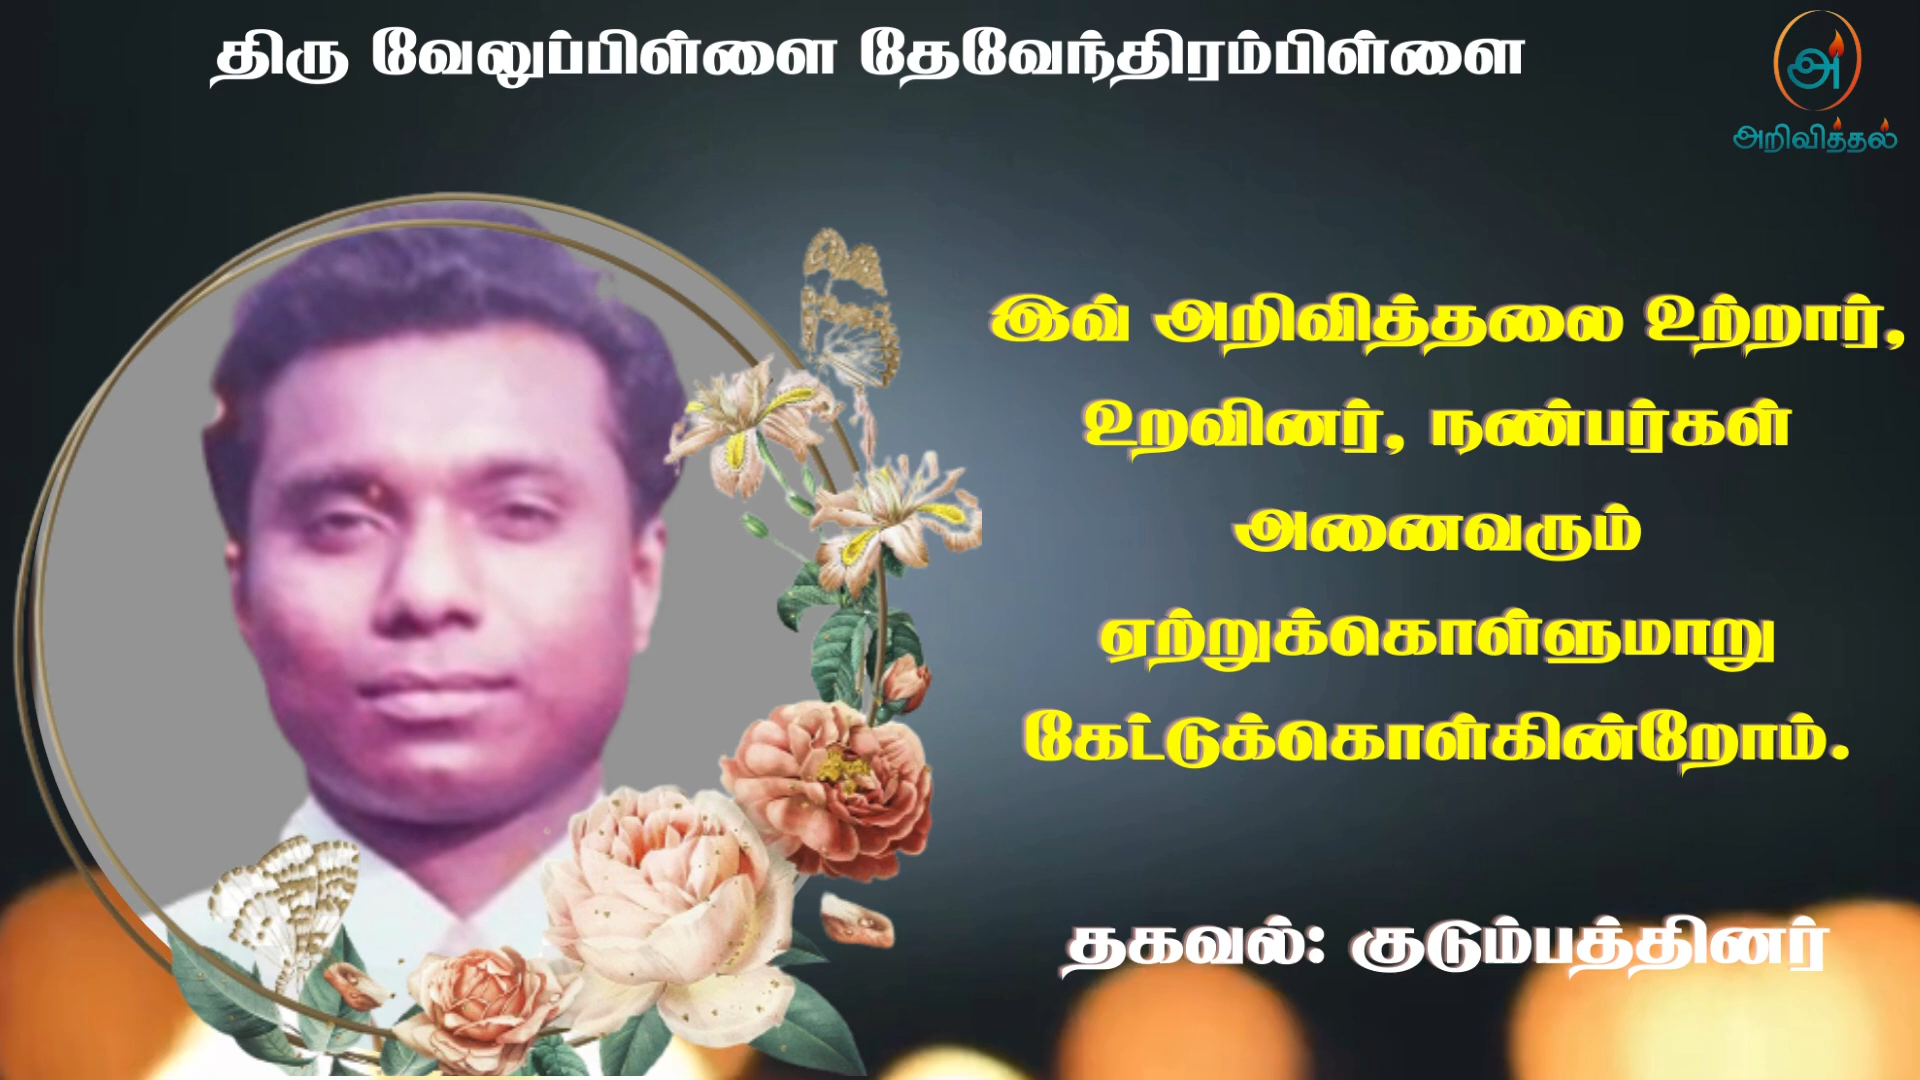 திரு வேலுப்பிள்ளை தேவேந்திரம்பிள்ளை
அ
அறிவித்தல்
இவ் அறிவித்தலை உற்றார்,
உறவினர், நண்பர்கள்
அனைவரும்
ஏற்றுக்கொள்ளுமாறு
கேட்டுக்கொள்கின்றோம்.
தகவல்: குடும்பத்தினர்